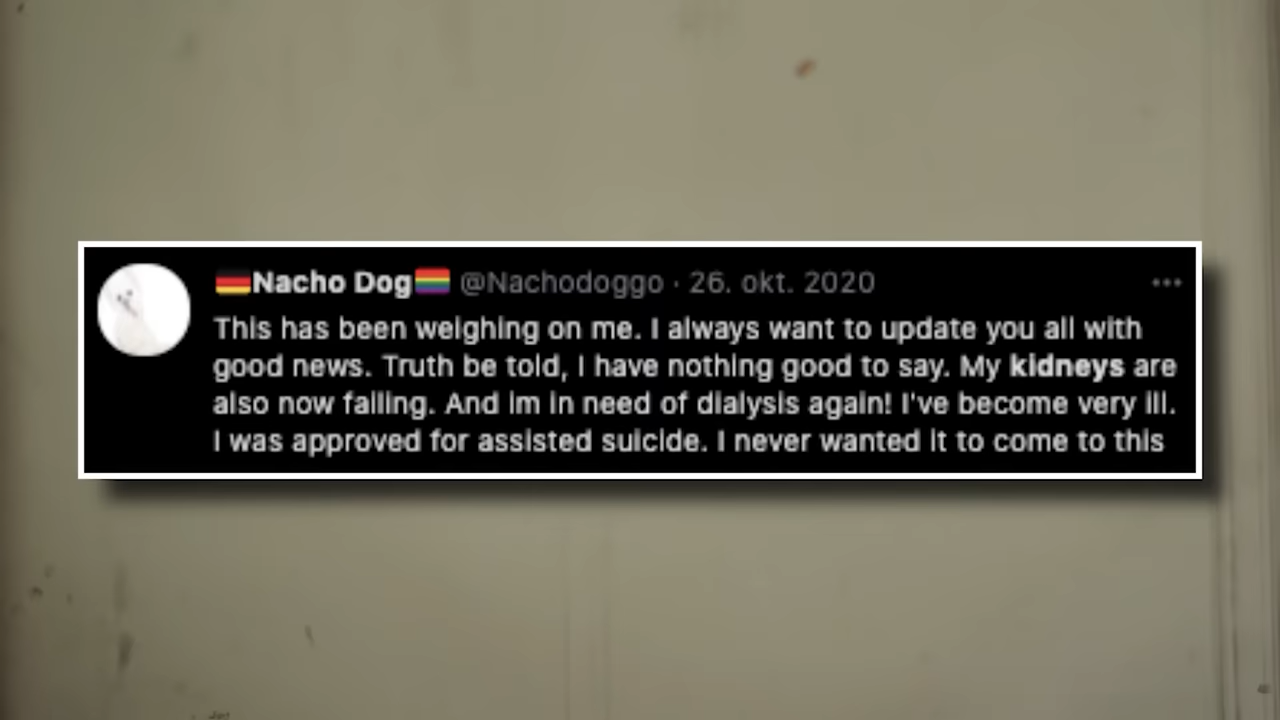 🇩🇪Nacho Dog🏳️‍🌈 @Nachodoggo · 26. okt. 2020
This has been weighing on me. I always want to update you all with
good news. Truth be told, I have nothing good to say. My kidneys are
also now failing. And im in need of dialysis again! I've become very ill.
I was approved for assisted suicide. I never wanted it to come to this